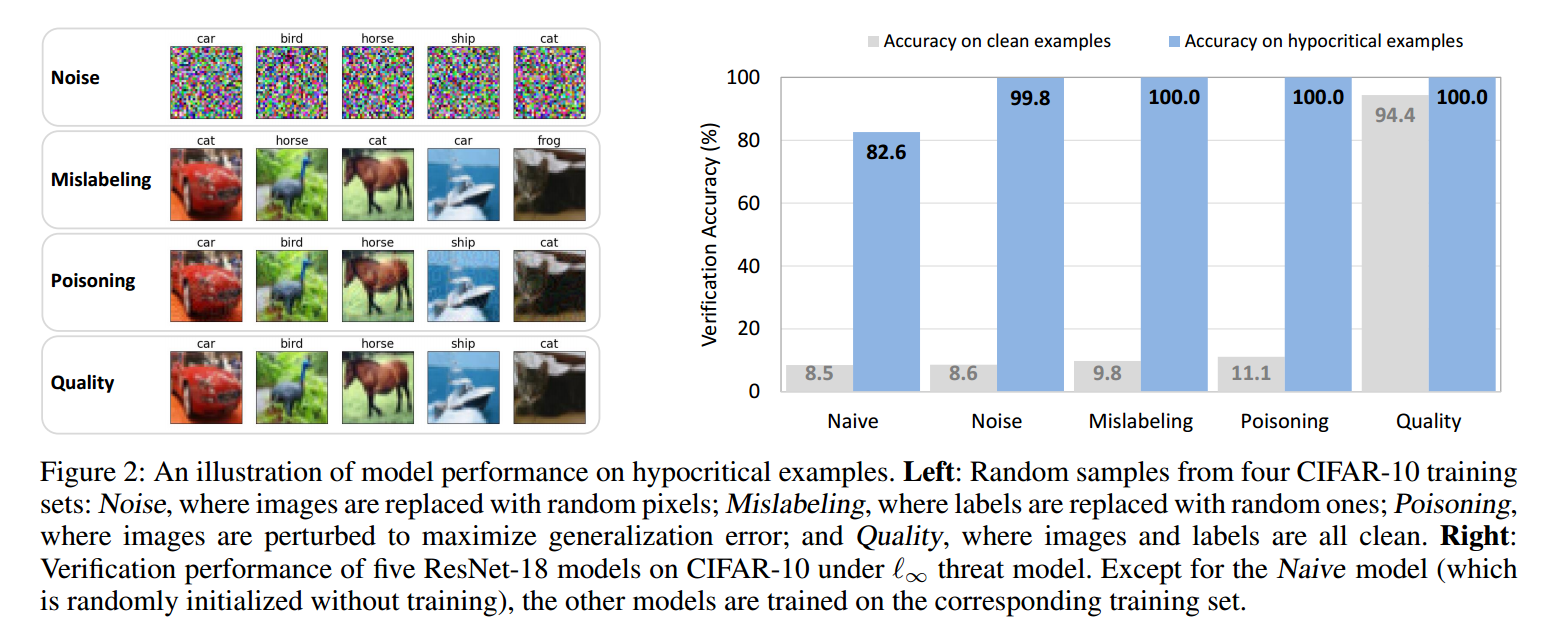 car bird horse ship cat
Noise
cat horse cat car frog
Mislabeling
car bird horse ship cat
Poisoning
car bird horse ship cat
Quality
Accuracy on clean examples Accuracy on hypocritical examples
Verification Accuracy (%)
100
80
60
40
20
0
8.5 82.6
8.6 99.8
9.8 100.0
11.1 100.0
94.4 100.0
Naive Noise Mislabeling Poisoning Quality
Figure 2: An illustration of model performance on hypocritical examples. Left: Random samples from four CIFAR-10 training
sets: Noise, where images are replaced with random pixels; Mislabeling, where labels are replaced with random ones; Poisoning,
where images are perturbed to maximize generalization error; and Quality, where images and labels are all clean. Right:
Verification performance of five ResNet-18 models on CIFAR-10 under ℓ∞ threat model. Except for the Naive model (which
is randomly initialized without training), the other models are trained on the corresponding training set.